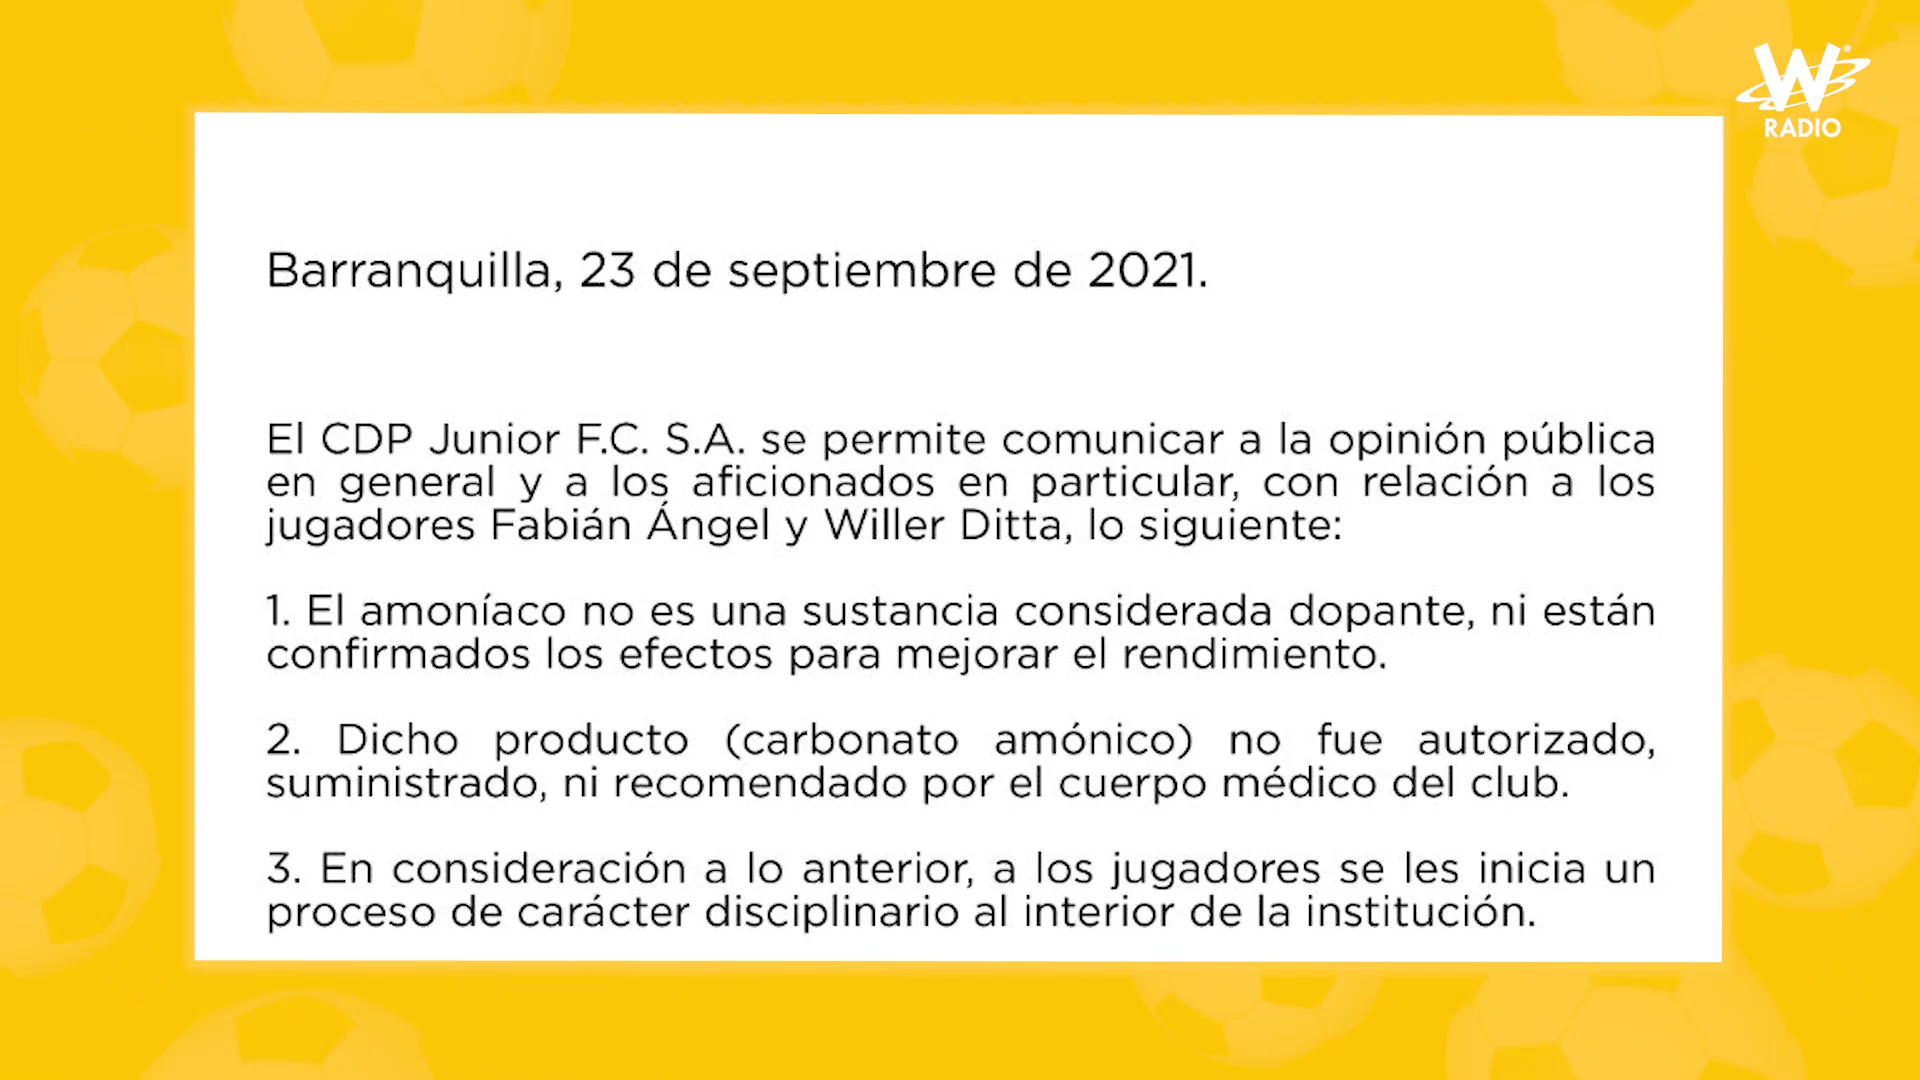 W
RADIO
Barranquilla, 23 de septiembre de 2021.
El CDP Junior F.C. S.A. se permite comunicar a la opinión pública
en general y a los aficionados en particular, con relación a los
jugadores Fabián Ángel y Willer Ditta, lo siguiente:
1. El amoníaco no es una sustancia considerada dopante, ni están
confirmados los efectos para mejorar el rendimiento.
2. Dicho producto (carbonato amónico) no fue autorizado,
suministrado, ni recomendado por el cuerpo médico del club.
3. En consideración a lo anterior, a los jugadores se les inicia un
proceso de carácter disciplinario al interior de la institución.